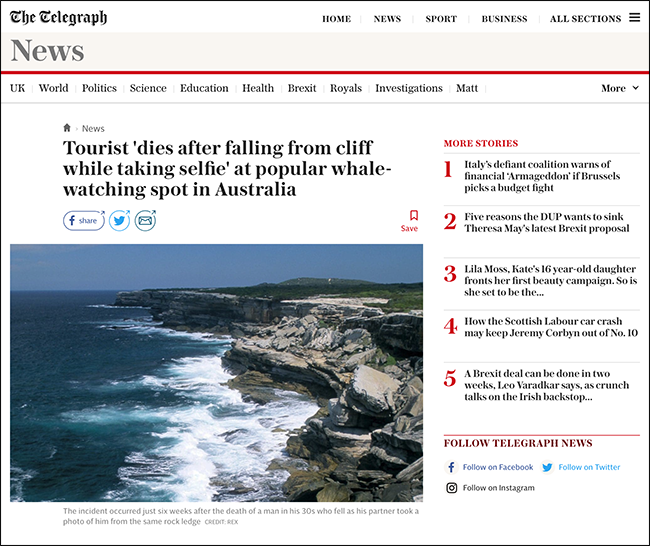 The Telegraph
HOME NEWS SPORT BUSINESS ALL SECTIONS
News
UK World Politics Science Education Health Brexit Royals Investigations Matt More
News
Tourist 'dies after falling from cliff
while taking selfie' at popular whale-
watching spot in Australia
share
Save
The incident occurred just six weeks after the death of a man in his 30s who fell as his partner took a
photo of him from the same rock ledge CREDIT: REX
MORE STORIES
1 Italy's defiant coalition warns of
financial 'Armageddon' if Brussels
picks a budget fight
2 Five reasons the DUP wants to sink
Theresa May's latest Brexit proposal
3 Lila Moss, Kate's 16 year-old daughter
fronts her first beauty campaign. So is
she set to be the...
4 How the Scottish Labour car crash
may keep Jeremy Corbyn out of No. 10
5 A Brexit deal can be done in two
weeks, Leo Varadkar says, as crunch
talks on the Irish backstop...
FOLLOW TELEGRAPH NEWS
Follow on Facebook Follow on Twitter
Follow on Instagram